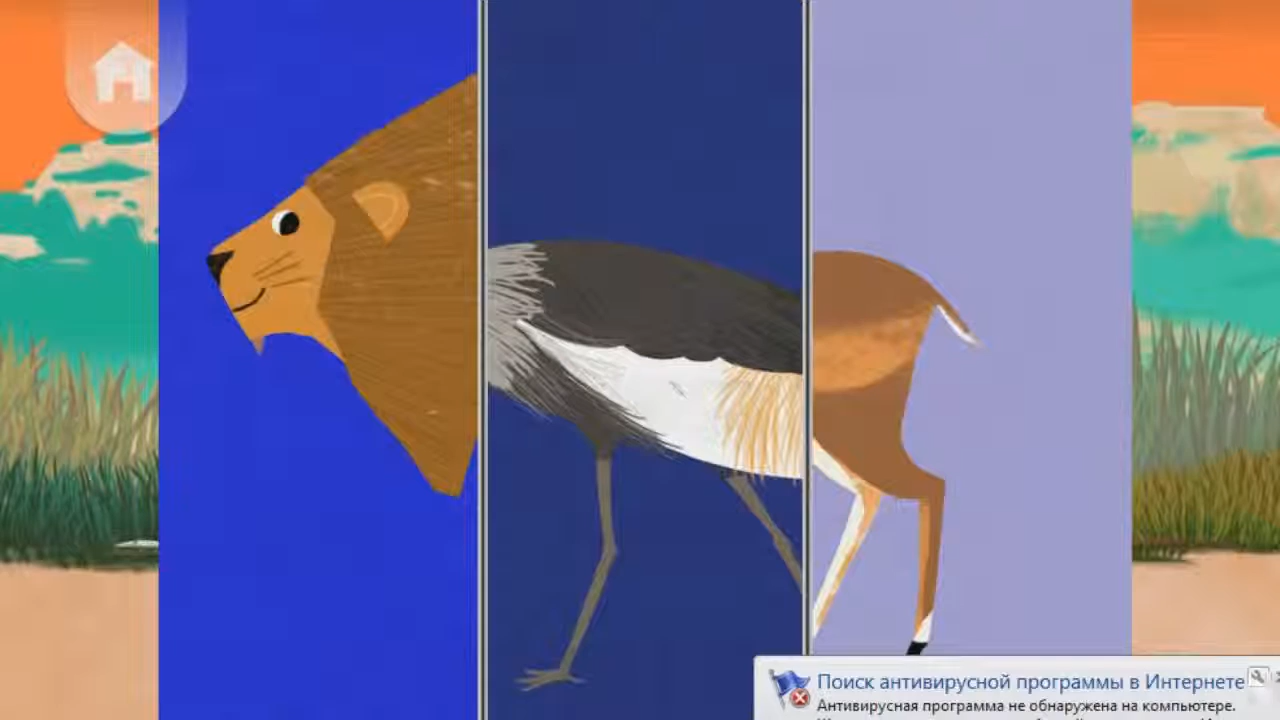 Поиск антивирусной программы в Интернете
Антивирусная программа не обнаружена на компьютере.